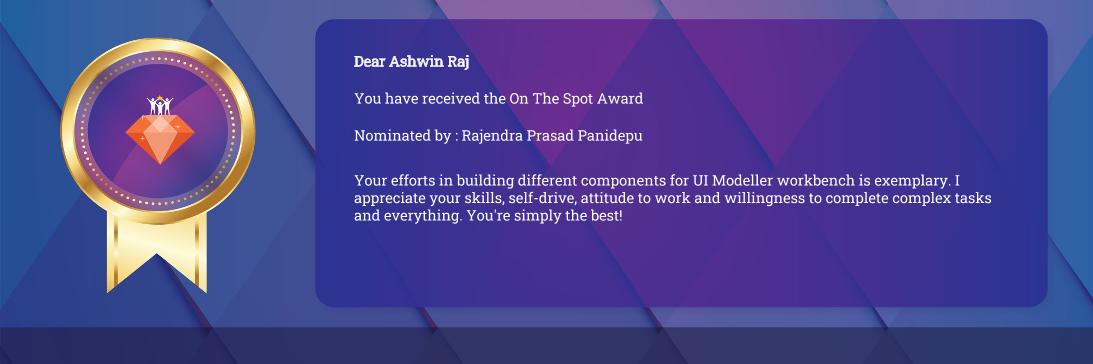 Dear Ashwin Raj
You have received the On The Spot Award
Nominated by : Rajendra Prasad Panidepu
Your efforts in building different components for UI Modeller workbench is exemplary. I
appreciate your skills, self-drive, attitude to work and willingness to complete complex tasks
and everything. You're simply the best!